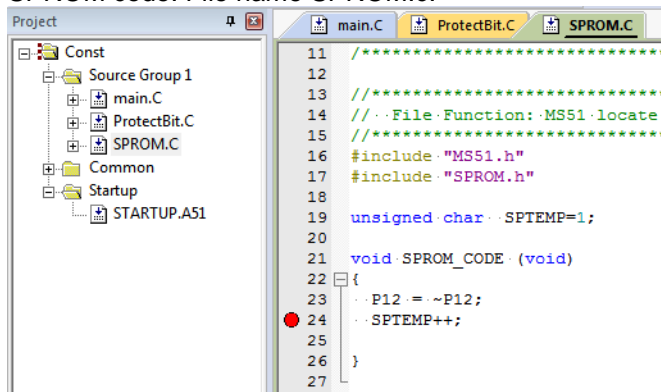 Project
Const
Source Group 1
main.C
ProtectBit.C
SPROM.C
Common
Startup
STARTUP.A51
main.C ProtectBit.C SPROM.C
11 /******************************
12
13 //*****************************
14 // File Function: MS51 locate
15 //*****************************
16 #include "MS51.h"
17 #include "SPROM.h"
18
19 unsigned char SPTEMP=1;
20
21 void SPROM_CODE (void)
22 {
23 P12 = ~P12;
24 SPTEMP++;
25
26 }
27